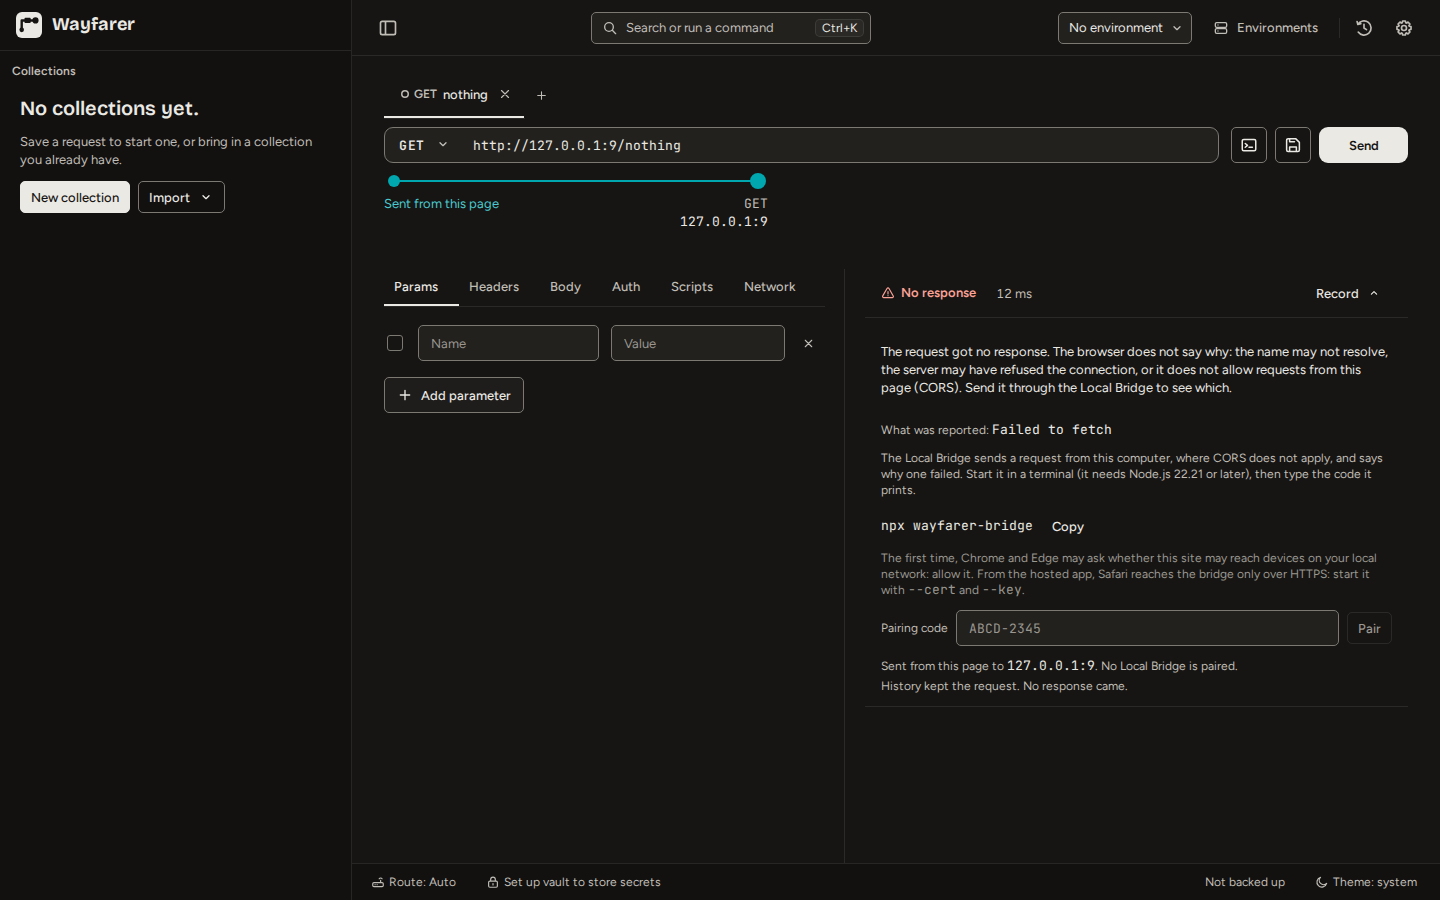 Wayfarer
Search or run a command
Ctrl+K
No environment
Environments
Collections
No collections yet.
Save a request to start one, or bring in a collection
you already have.
New collection
Import
GET nothing
GET
http://127.0.0.1:9/nothing
Send
Sent from this page
GET
127.0.0.1:9
Params
Headers
Body
Auth
Scripts
Network
Name
Value
Add parameter
No response
12 ms
Record
The request got no response. The browser does not say why: the name may not resolve,
the server may have refused the connection, or it does not allow requests from this
page (CORS). Send it through the Local Bridge to see which.
What was reported: Failed to fetch
The Local Bridge sends a request from this computer, where CORS does not apply, and says
why one failed. Start it in a terminal (it needs Node.js 22.21 or later), then type the code it
prints.
npx wayfarer-bridge
Copy
The first time, Chrome and Edge may ask whether this site may reach devices on your local
network: allow it. From the hosted app, Safari reaches the bridge only over HTTPS: start it
with --cert and --key.
Pairing code
ABCD-2345
Pair
Sent from this page to 127.0.0.1:9. No Local Bridge is paired.
History kept the request. No response came.
Route: Auto
Set up vault to store secrets
Not backed up
Theme: system